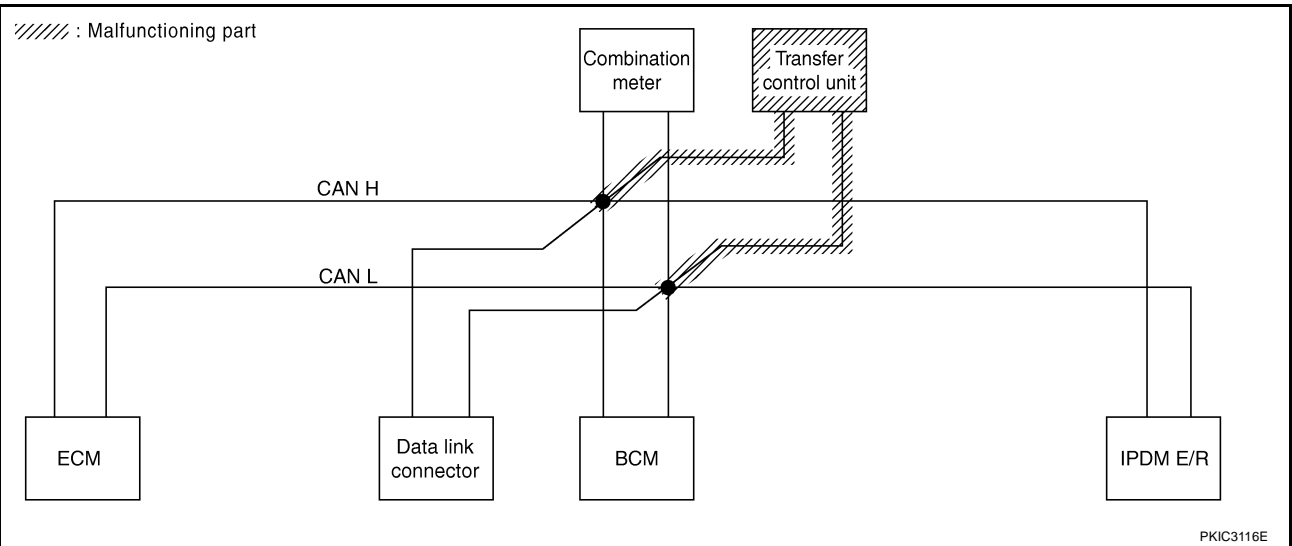 : Malfunctioning part
Combination
meter
Transfer
control unit
CAN H
CAN L
ECM
Data link
connector
BCM
IPDM E/R
PKIC3116E